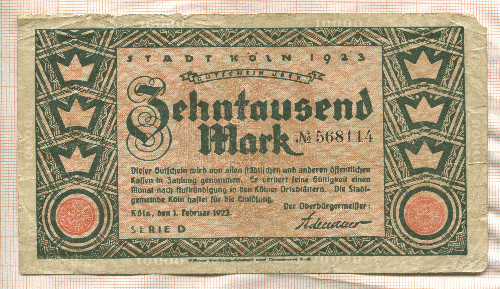 STADT KÖLN 1923
GUTSCHEIN ÜBER
Zehntausend
Mark № 568114
Dieser Gutschein wird von allen städtischen und anderen öffentlichen
Kassen in Zahlung genommen. Er verliert seine Gültigkeit einen
Monat nach Aufkündigung in den Kölner Ortsblättern. Die Stadt-
gemeinde Köln haftet für die Einlösung.
Der Oberbürgermeister:
Köln, den 1. Februar 1923.
Adenauer
SERIE D